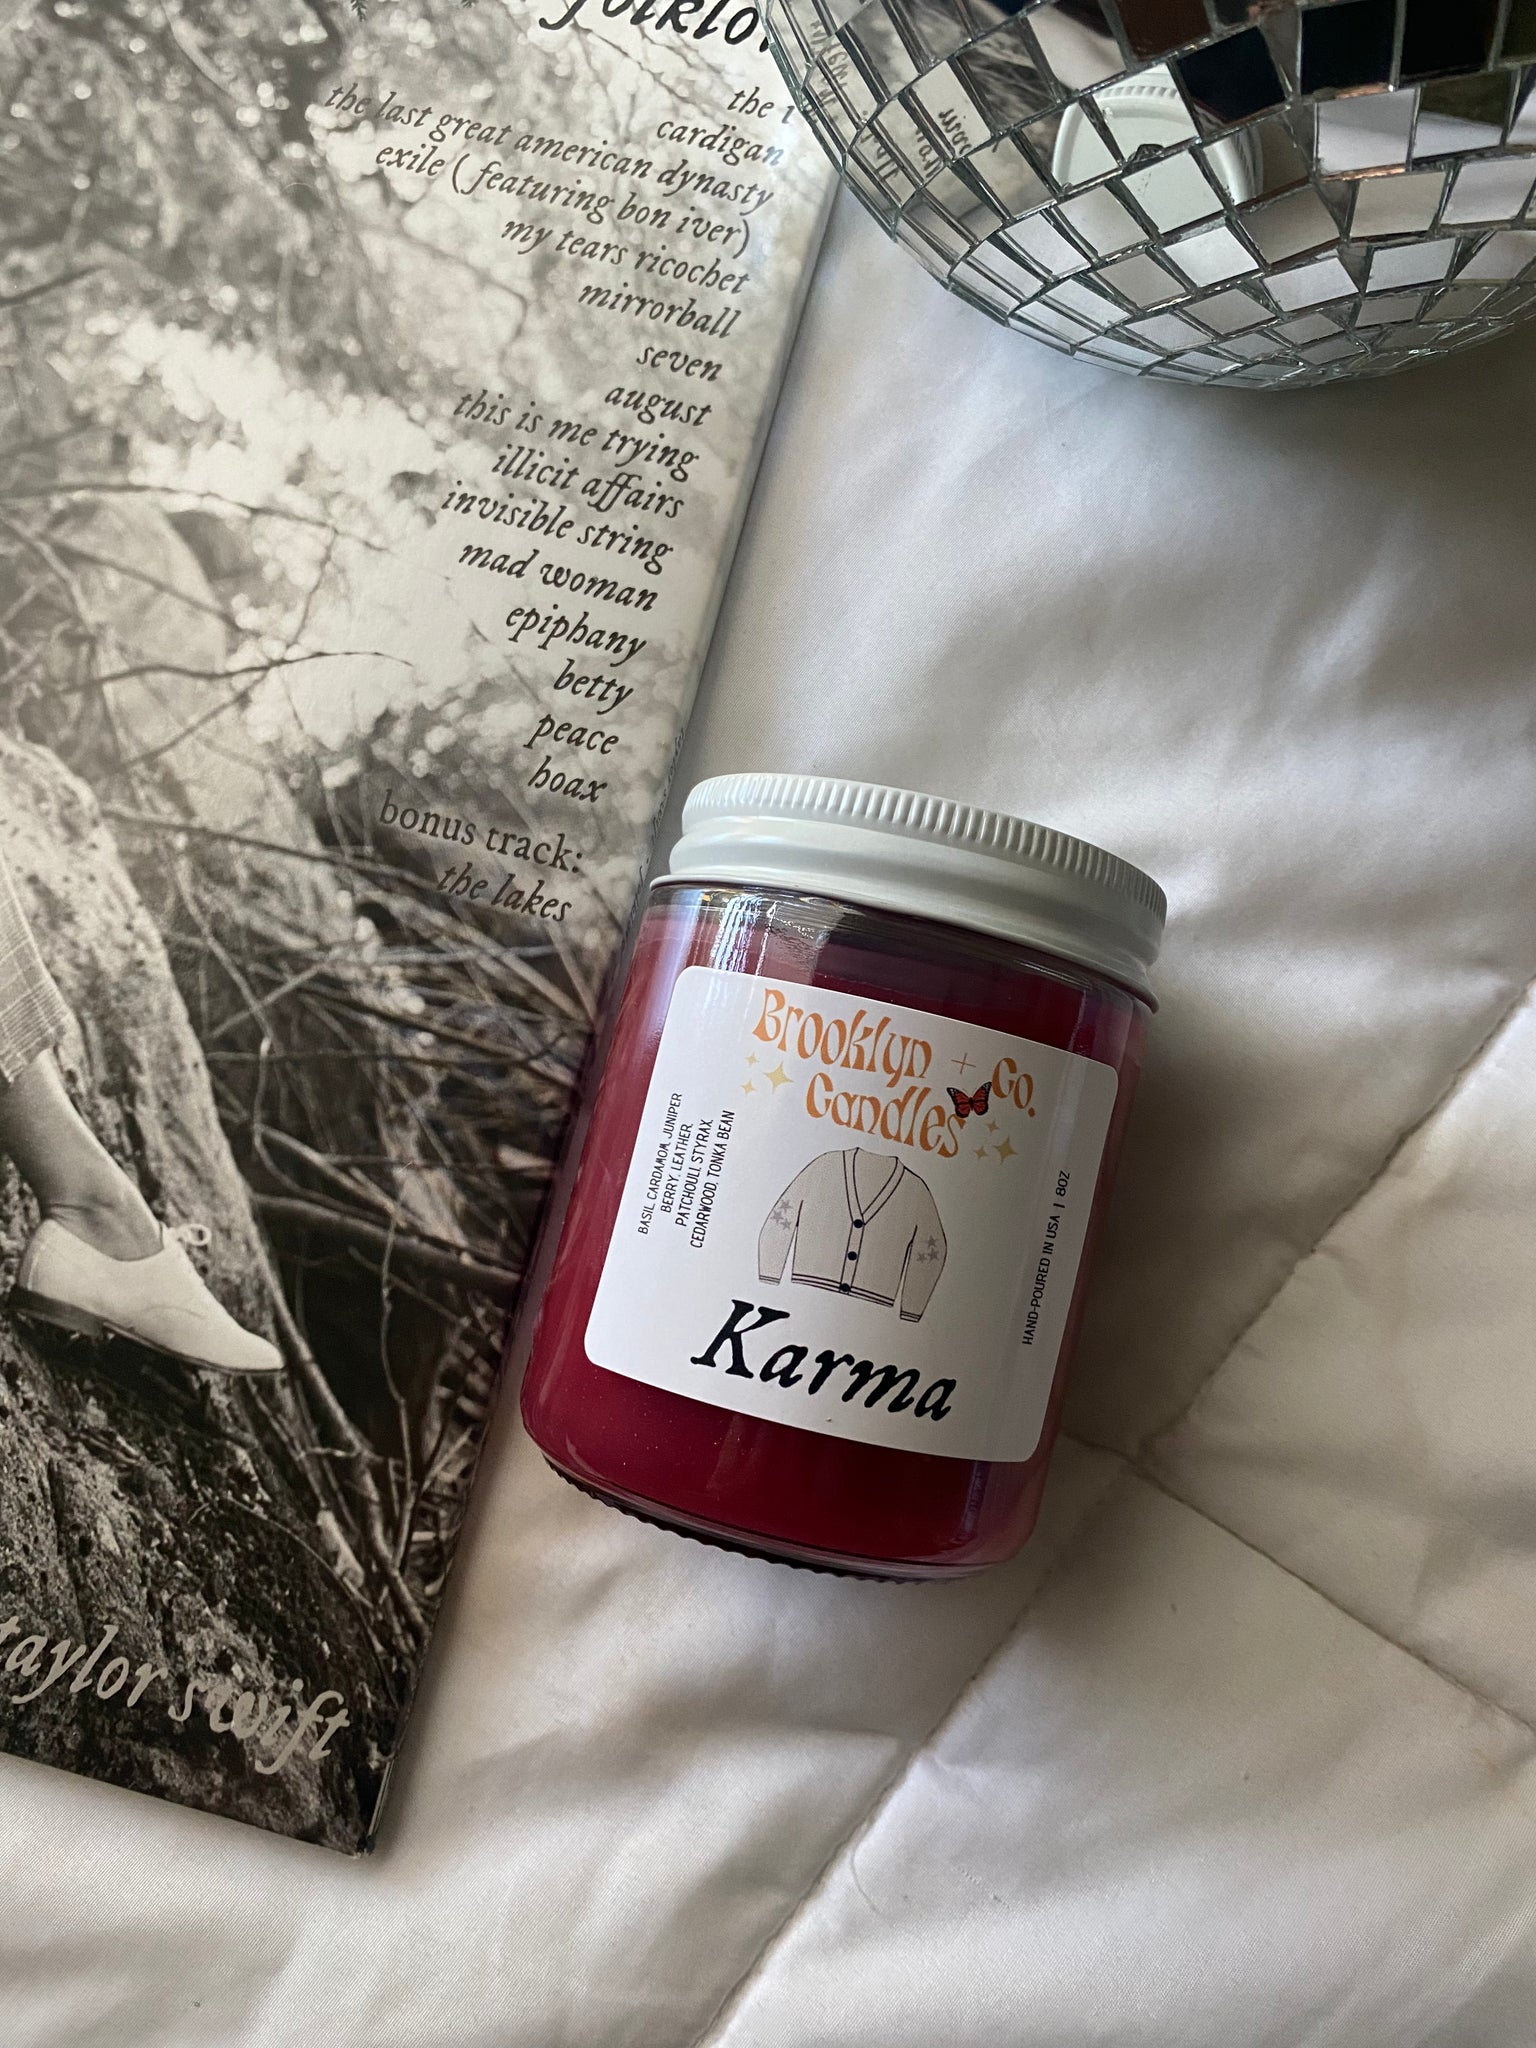 folklo
the 1
cardigan
the last great american dynasty
exile (featuring bon iver)
my tears ricochet
mirrorball
seven
august
this is me trying
illicit affairs
invisible string
mad woman
epiphany
betty
peace
hoax
bonus track:
the lakes
taylor swift
Brooklyn + Co.
Candles
BASIL, CARDAMOM, JUNIPER
BERRY, LEATHER,
PATCHOULI, STYRAX,
CEDARWOOD, TONKA BEAN
HAND-POURED IN USA | 8OZ
Karma